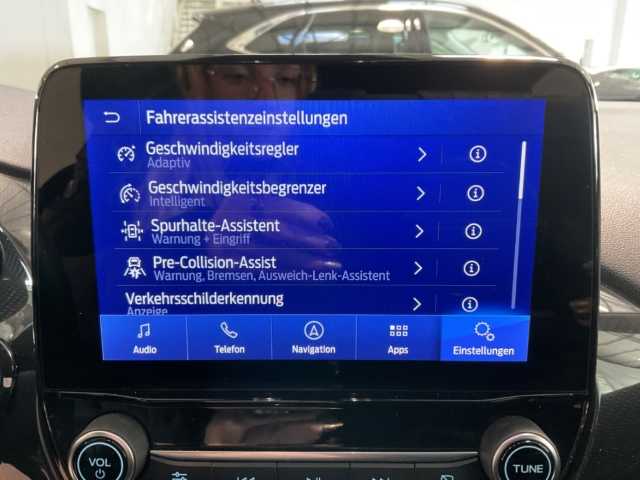 Fahrerassistenzeinstellungen
Geschwindigkeitsregler
Adaptiv
Geschwindigkeitsbegrenzer
Intelligent
Spurhalte-Assistent
Warnung + Eingriff
Pre-Collision-Assist
Warnung, Bremsen, Ausweich-Lenk-Assistent
Verkehrsschilderkennung
Anzeige
Audio
Telefon
Navigation
Apps
Einstellungen
VOL
TUNE